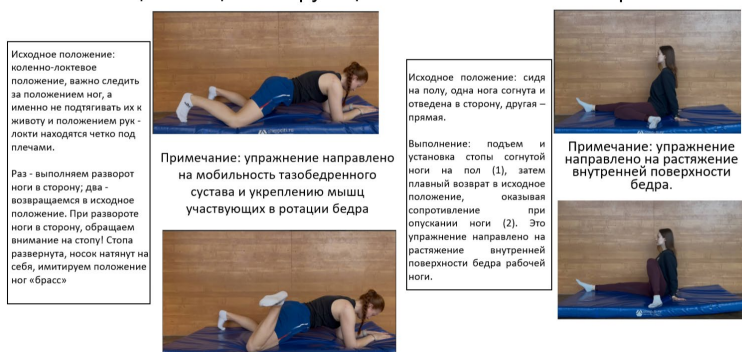 Исходное положение:
коленно-локтевое
положение, важно следить
за положением ног, а
именно не подтягивать их к
животу и положением рук -
локти находятся четко под
плечами.
Раз - выполняем разворот
ноги в сторону; два -
возвращаемся в исходное
положение. При развороте
ноги в сторону, обращаем
внимание на стопу! Стопа
развернута, носок натянут на
себя, имитируем положение
ног «брасс»
Примечание: упражнение направлено
на мобильность тазобедренного
сустава и укреплению мышц
участвующих в ротации бедра
Исходное положение: сидя
на полу, одна нога согнута и
отведена в сторону, другая –
прямая.
Выполнение: подъем и
установка стопы согнутой
ноги на пол (1), затем
плавный возврат в исходное
положение, оказывая
сопротивление при
опускании ноги (2). Это
упражнение направлено на
растяжение внутренней
поверхности бедра рабочей
ноги.
Примечание: упражнение
направлено на растяжение
внутренней поверхности
бедра.